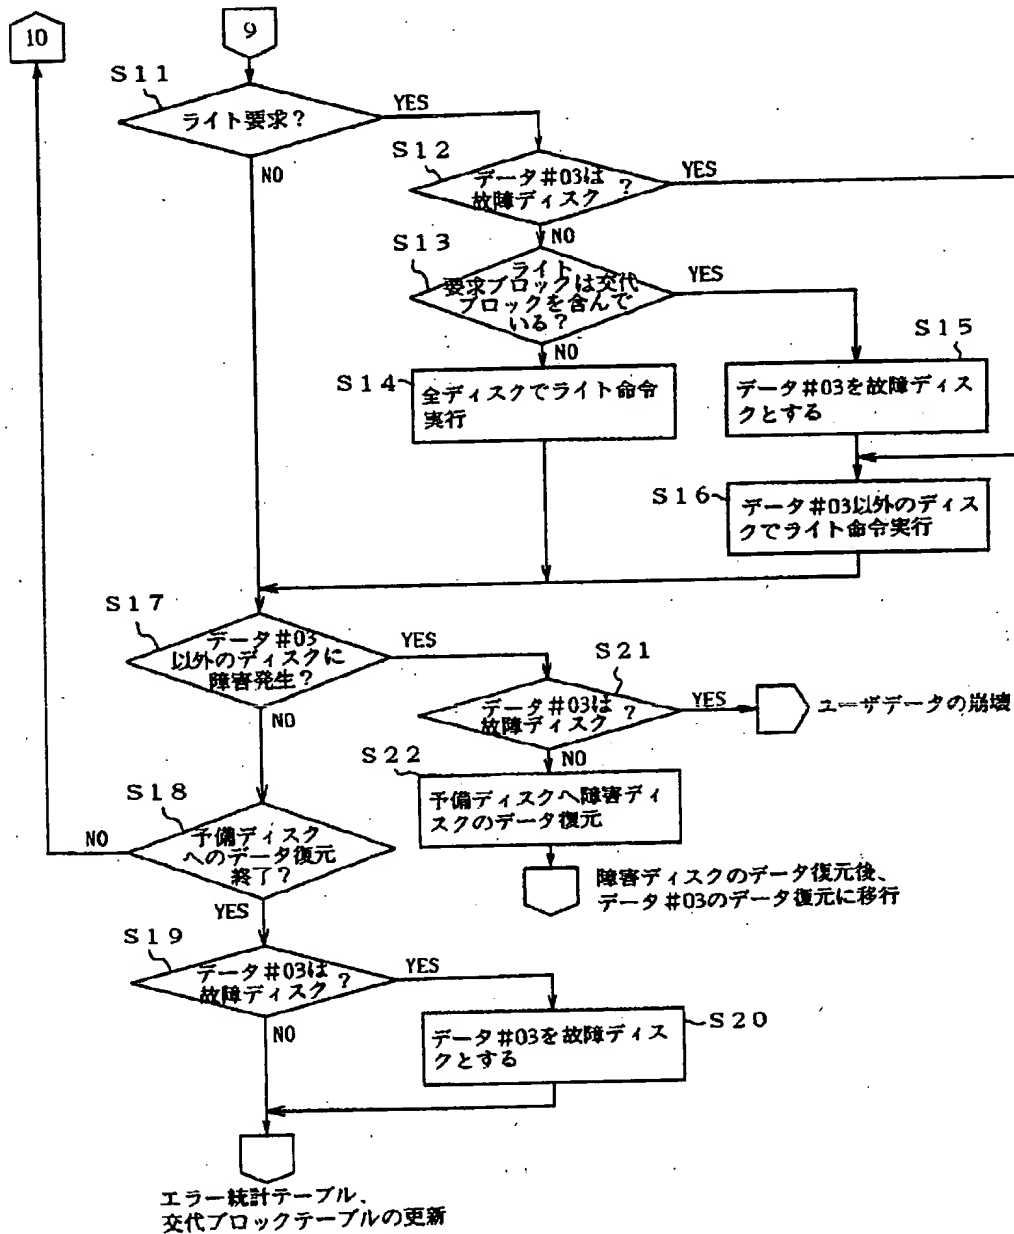 10
9
S11
ライト要求?
YES
NO
S12
データ#03は
故障ディスク
?
YES
NO
S13
ライト
要求ブロックは交代
ブロックを含んで
いる?
YES
NO
S14
全ディスクでライト命令
実行
S15
データ#03を故障ディス
クとする
S16
データ#03以外のディス
クでライト命令実行
S17
データ#03
以外のディスクに
障害発生?
YES
NO
S21
データ#03は
故障ディスク
?
YES
ユーザデータの崩壊
NO
S22
予備ディスクへ障害ディ
スクのデータ復元
障害ディスクのデータ復元後、
データ#03のデータ復元に移行
S18
予備ディスク
へのデータ復元
終了?
NO
YES
S19
データ#03は
故障ディスク
?
YES
NO
S20
データ#03を故障ディス
クとする
エラー統計テーブル、
交代ブロックテーブルの更新